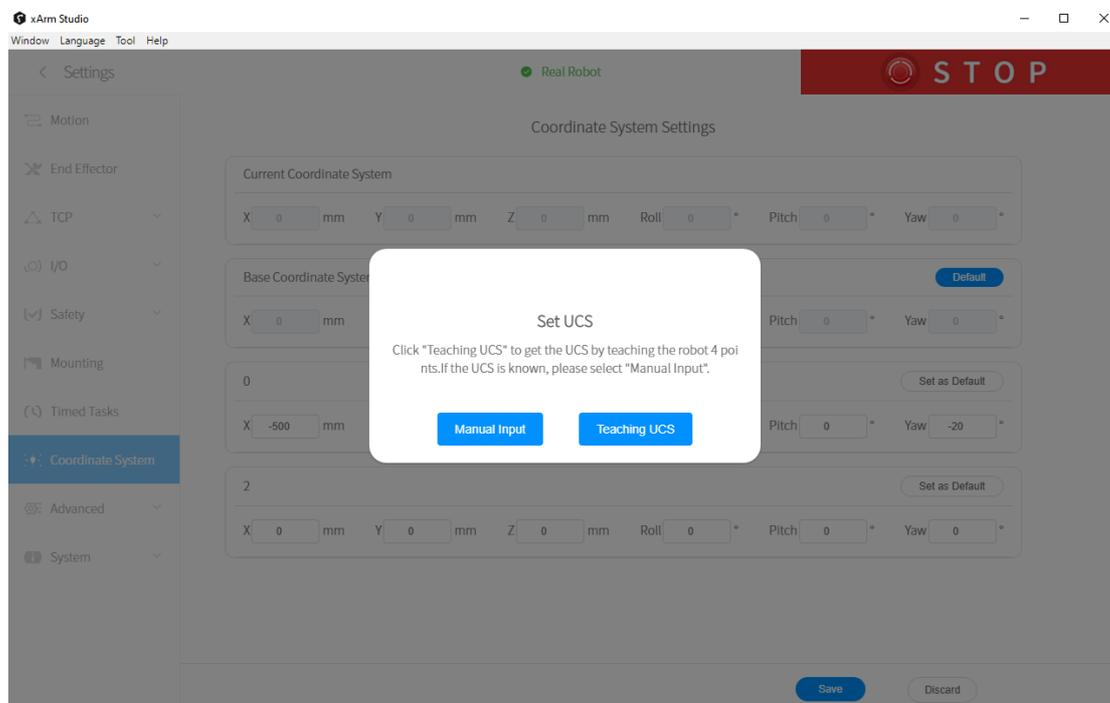 xArm Studio
Window Language Tool Help
Settings
Real Robot
STOP
Motion
End Effector
TCP
I/O
Safety
Mounting
Timed Tasks
Coordinate System
Advanced
System
Coordinate System Settings
Current Coordinate System
X 0 mm Y 0 mm Z 0 mm Roll 0 ° Pitch 0 ° Yaw 0 °
Base Coordinate System Default
X 0 mm Pitch 0 ° Yaw 0 °
0 Set as Default
X -500 mm Pitch 0 ° Yaw -20 °
2 Set as Default
X 0 mm Y 0 mm Z 0 mm Roll 0 ° Pitch 0 ° Yaw 0 °
Set UCS
Click "Teaching UCS" to get the UCS by teaching the robot 4 poi
nts.If the UCS is known, please select "Manual Input".
Manual Input Teaching UCS
Save Discard